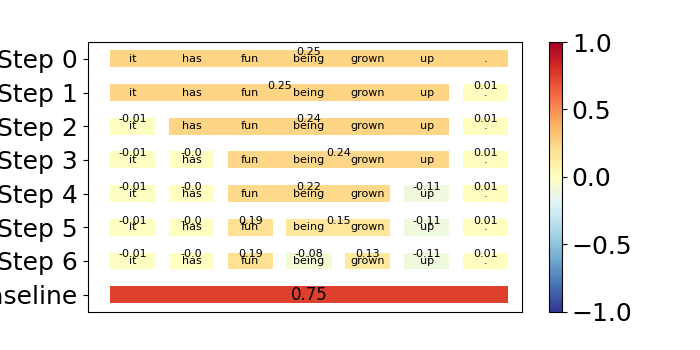 Step 0 0.25
it has fun being grown up .
Step 1 0.25 0.01
it has fun being grown up .
Step 2 -0.01 0.24 0.01
it has fun being grown up .
Step 3 -0.01 -0.0 0.24 0.01
it has fun being grown up .
Step 4 -0.01 -0.0 0.22 -0.11 0.01
it has fun being grown up .
Step 5 -0.01 -0.0 0.19 0.15 -0.11 0.01
it has fun being grown up .
Step 6 -0.01 -0.0 0.19 -0.08 0.13 -0.11 0.01
it has fun being grown up .
aseline 0.75
1.0
0.5
0.0
−0.5
−1.0